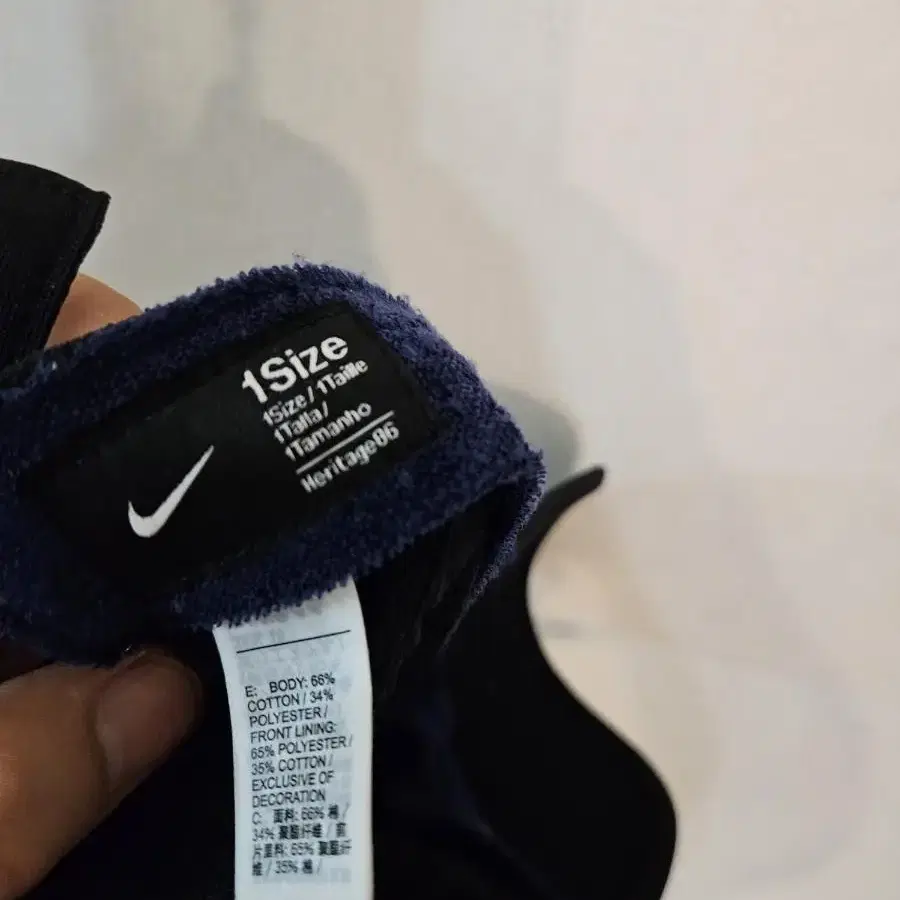 1Size
1Size / 1Taille
1Talla /
1Tamanho
Heritage86
E: BODY: 66%
COTTON / 34%
POLYESTER /
FRONT LINING:
65% POLYESTER /
35% COTTON /
EXCLUSIVE OF
DECORATION
C: 面料: 66% 棉 /
34% 聚酯纤维 / 前
片里料: 65% 聚酯纤
维 / 35% 棉 /